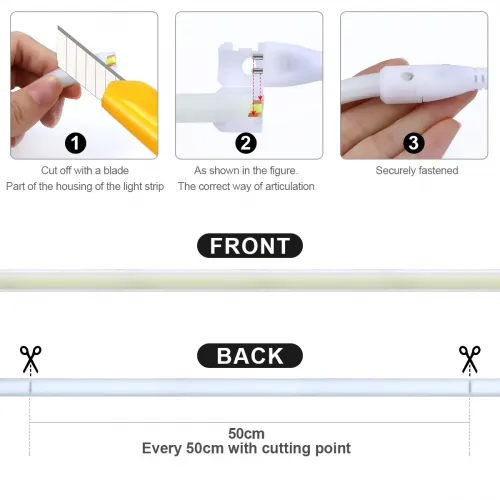 1
2
3
Cut off with a blade
Part of the housing of the light strip
As shown in the figure.
The correct way of articulation
Securely fastened
FRONT
BACK
50cm
Every 50cm with cutting point